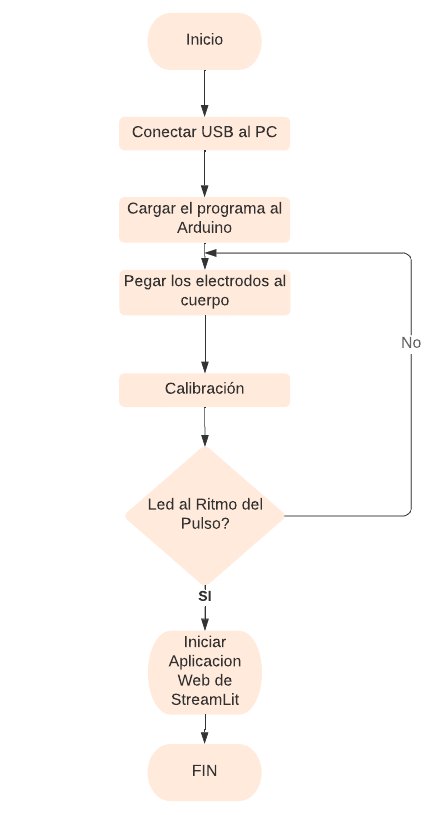 Inicio
Conectar USB al PC
Cargar el programa al
Arduino
Pegar los electrodos al
cuerpo
No
Calibración
Led al Ritmo del
Pulso?
SI
Iniciar
Aplicacion
Web de
StreamLit
FIN